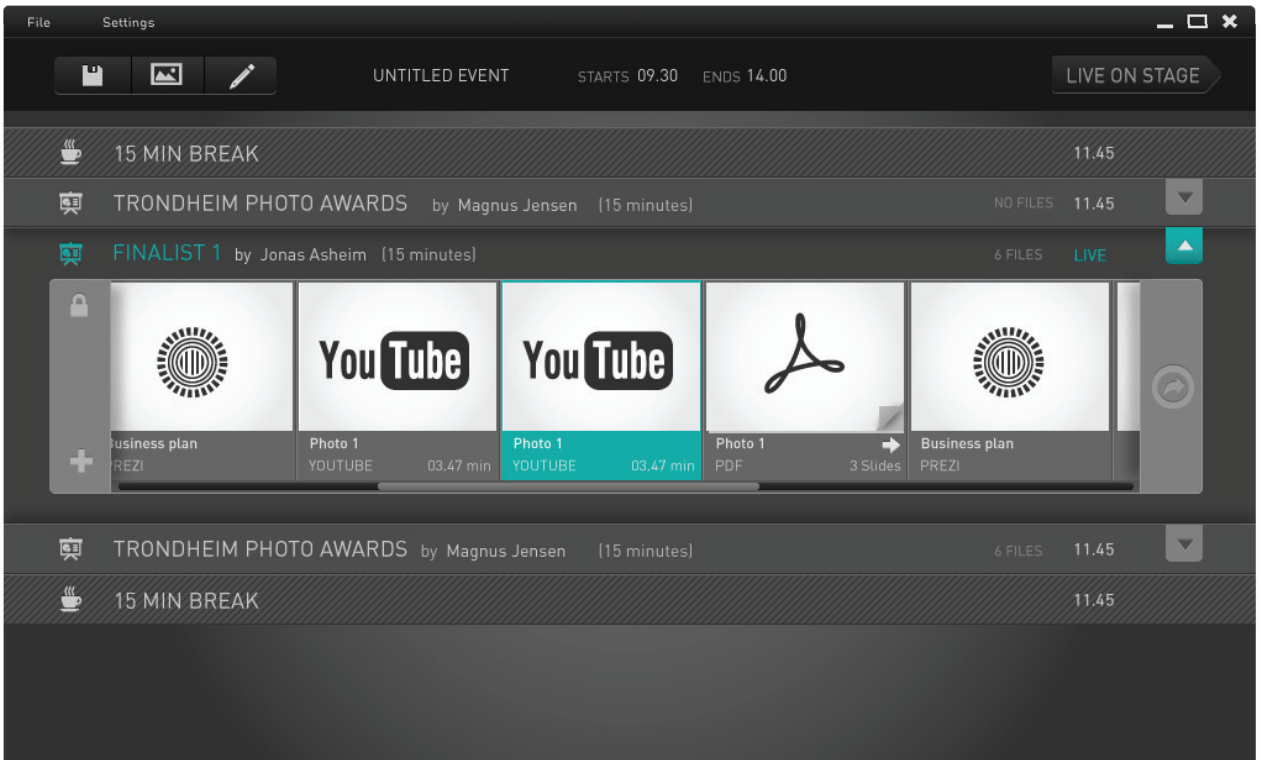 File Settings
UNTITLED EVENT STARTS 09.30 ENDS 14.00 LIVE ON STAGE
15 MIN BREAK 11.45
TRONDHEIM PHOTO AWARDS by Magnus Jensen (15 minutes) NO FILES 11.45
FINALIST 1 by Jonas Asheim (15 minutes) 6 FILES LIVE
You Tube You Tube
Business plan Photo 1 Photo 1 Photo 1 Business plan
PREZI YOUTUBE 03.47 min YOUTUBE 03.47 min PDF 3 Slides PREZI
TRONDHEIM PHOTO AWARDS by Magnus Jensen (15 minutes) 6 FILES 11.45
15 MIN BREAK 11.45